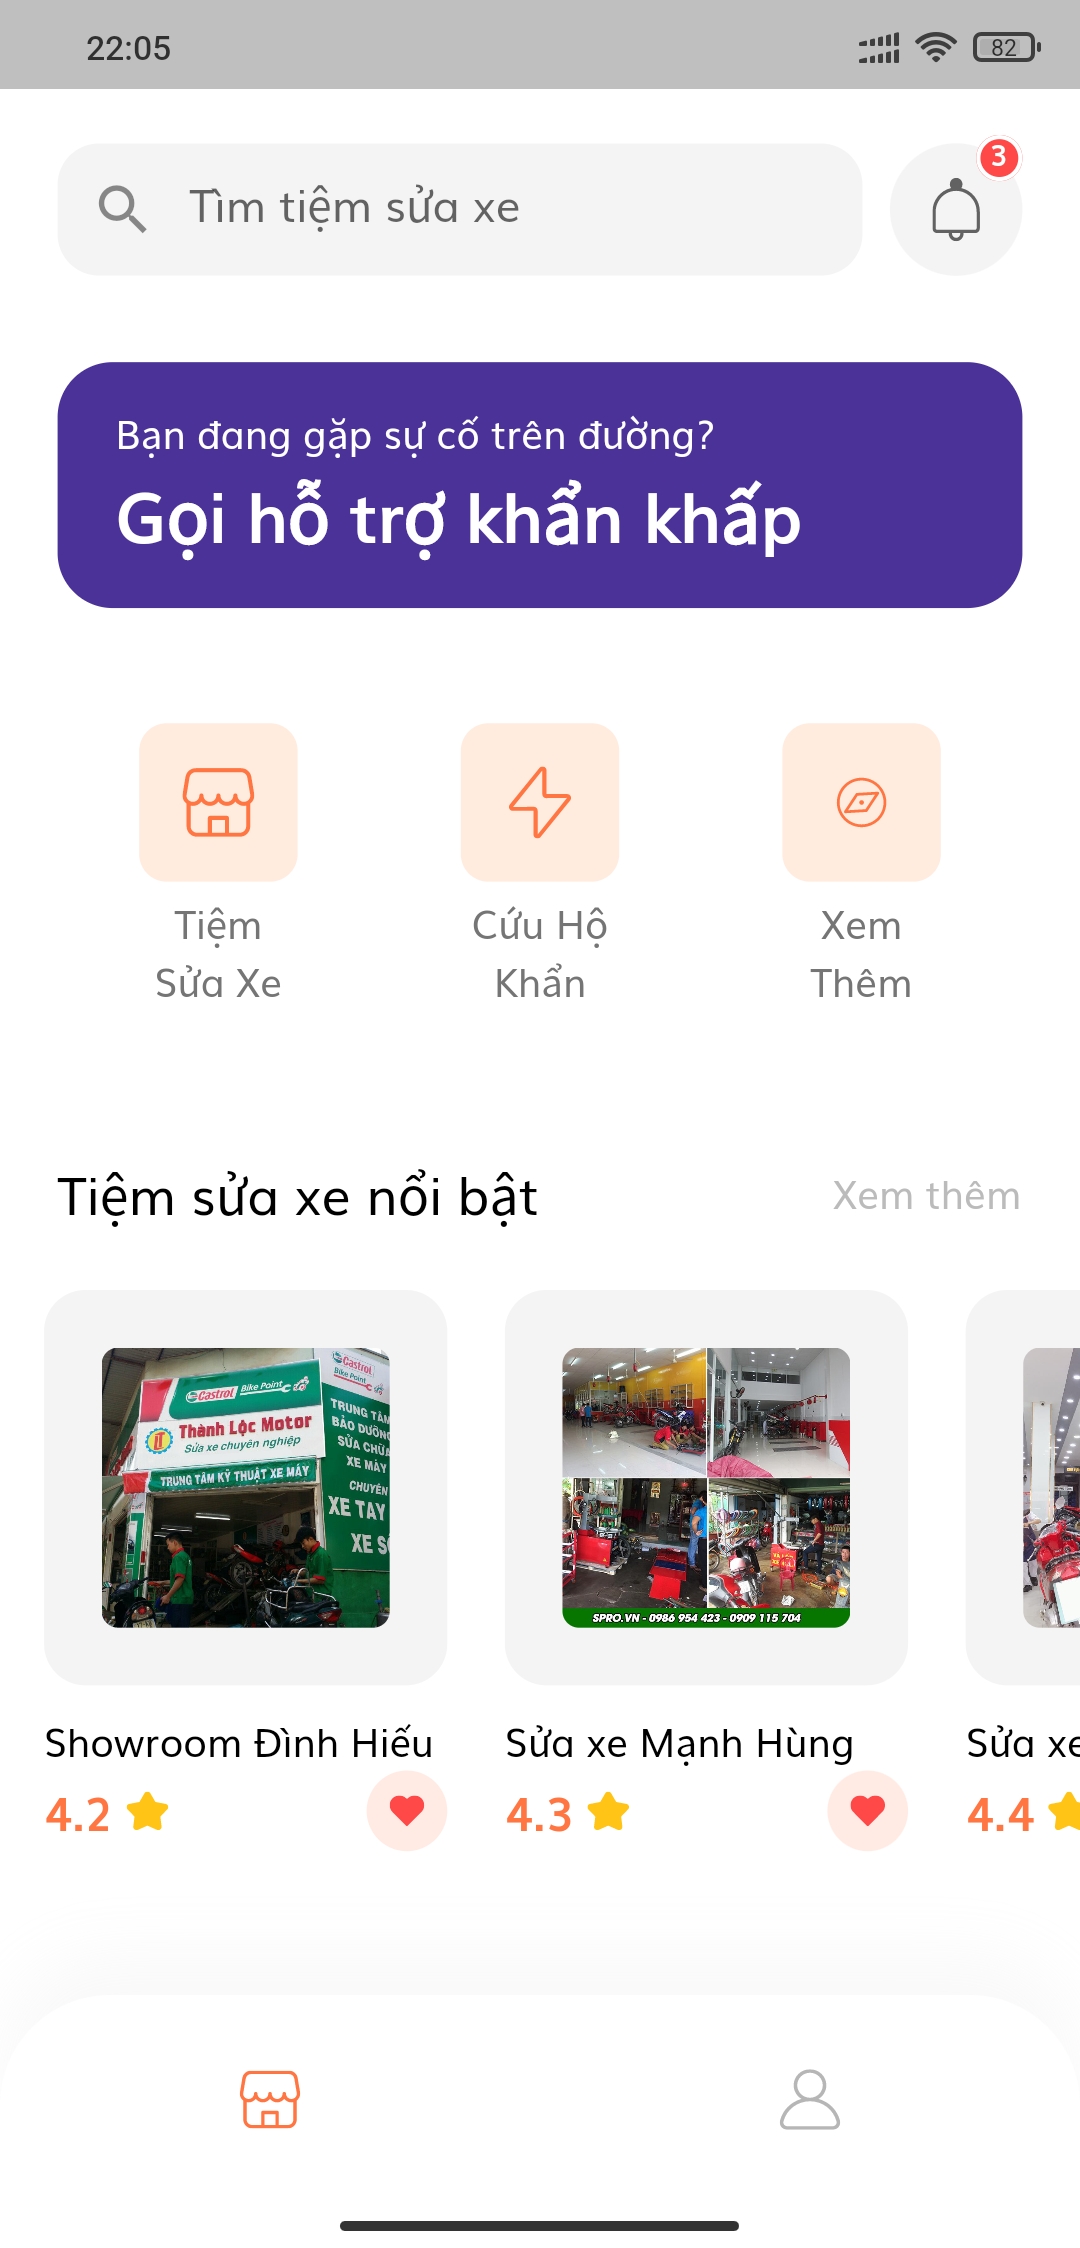 22:05
82
Tìm tiệm sửa xe
3
Bạn đang gặp sự cố trên đường?
Gọi hỗ trợ khẩn khấp
Tiệm
Sửa Xe
Cứu Hộ
Khẩn
Xem
Thêm
Tiệm sửa xe nổi bật
Xem thêm
Castrol Bike Point
Thành Lộc Motor
Sửa xe chuyên nghiệp
TRUNG TÂM KỸ THUẬT XE MÁY
Castrol
Bike Point
TRUNG TÂM
BẢO DƯỠNG
SỬA CHỮA
XE MÁY
CHUYÊN
XE TAY
XE S
SPRO.VN - 0986 954 423 - 0909 115 704
Showroom Đình Hiếu
4.2
Sửa xe Mạnh Hùng
4.3
Sửa xe
4.4